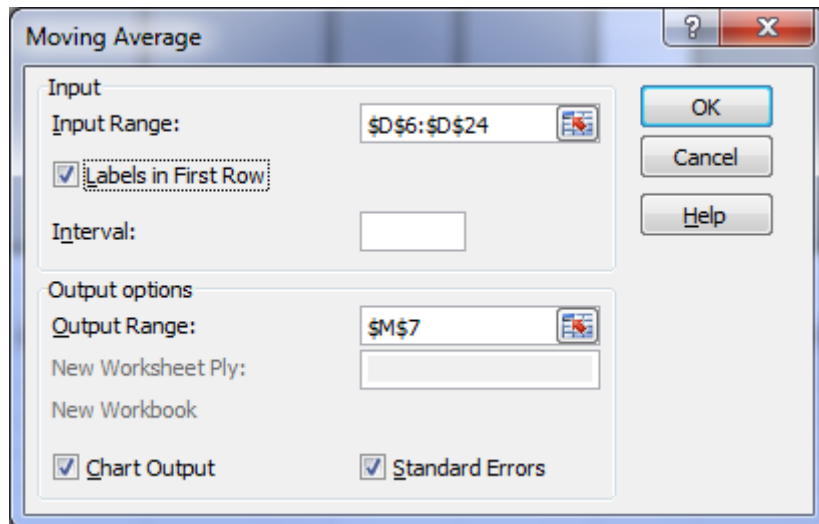 Moving Average
?
X
Input
Input Range:
$D$6:$D$24
OK
Labels in First Row
Cancel
Interval:
Help
Output options
Output Range:
$M$7
New Worksheet Ply:
New Workbook
Chart Output
Standard Errors